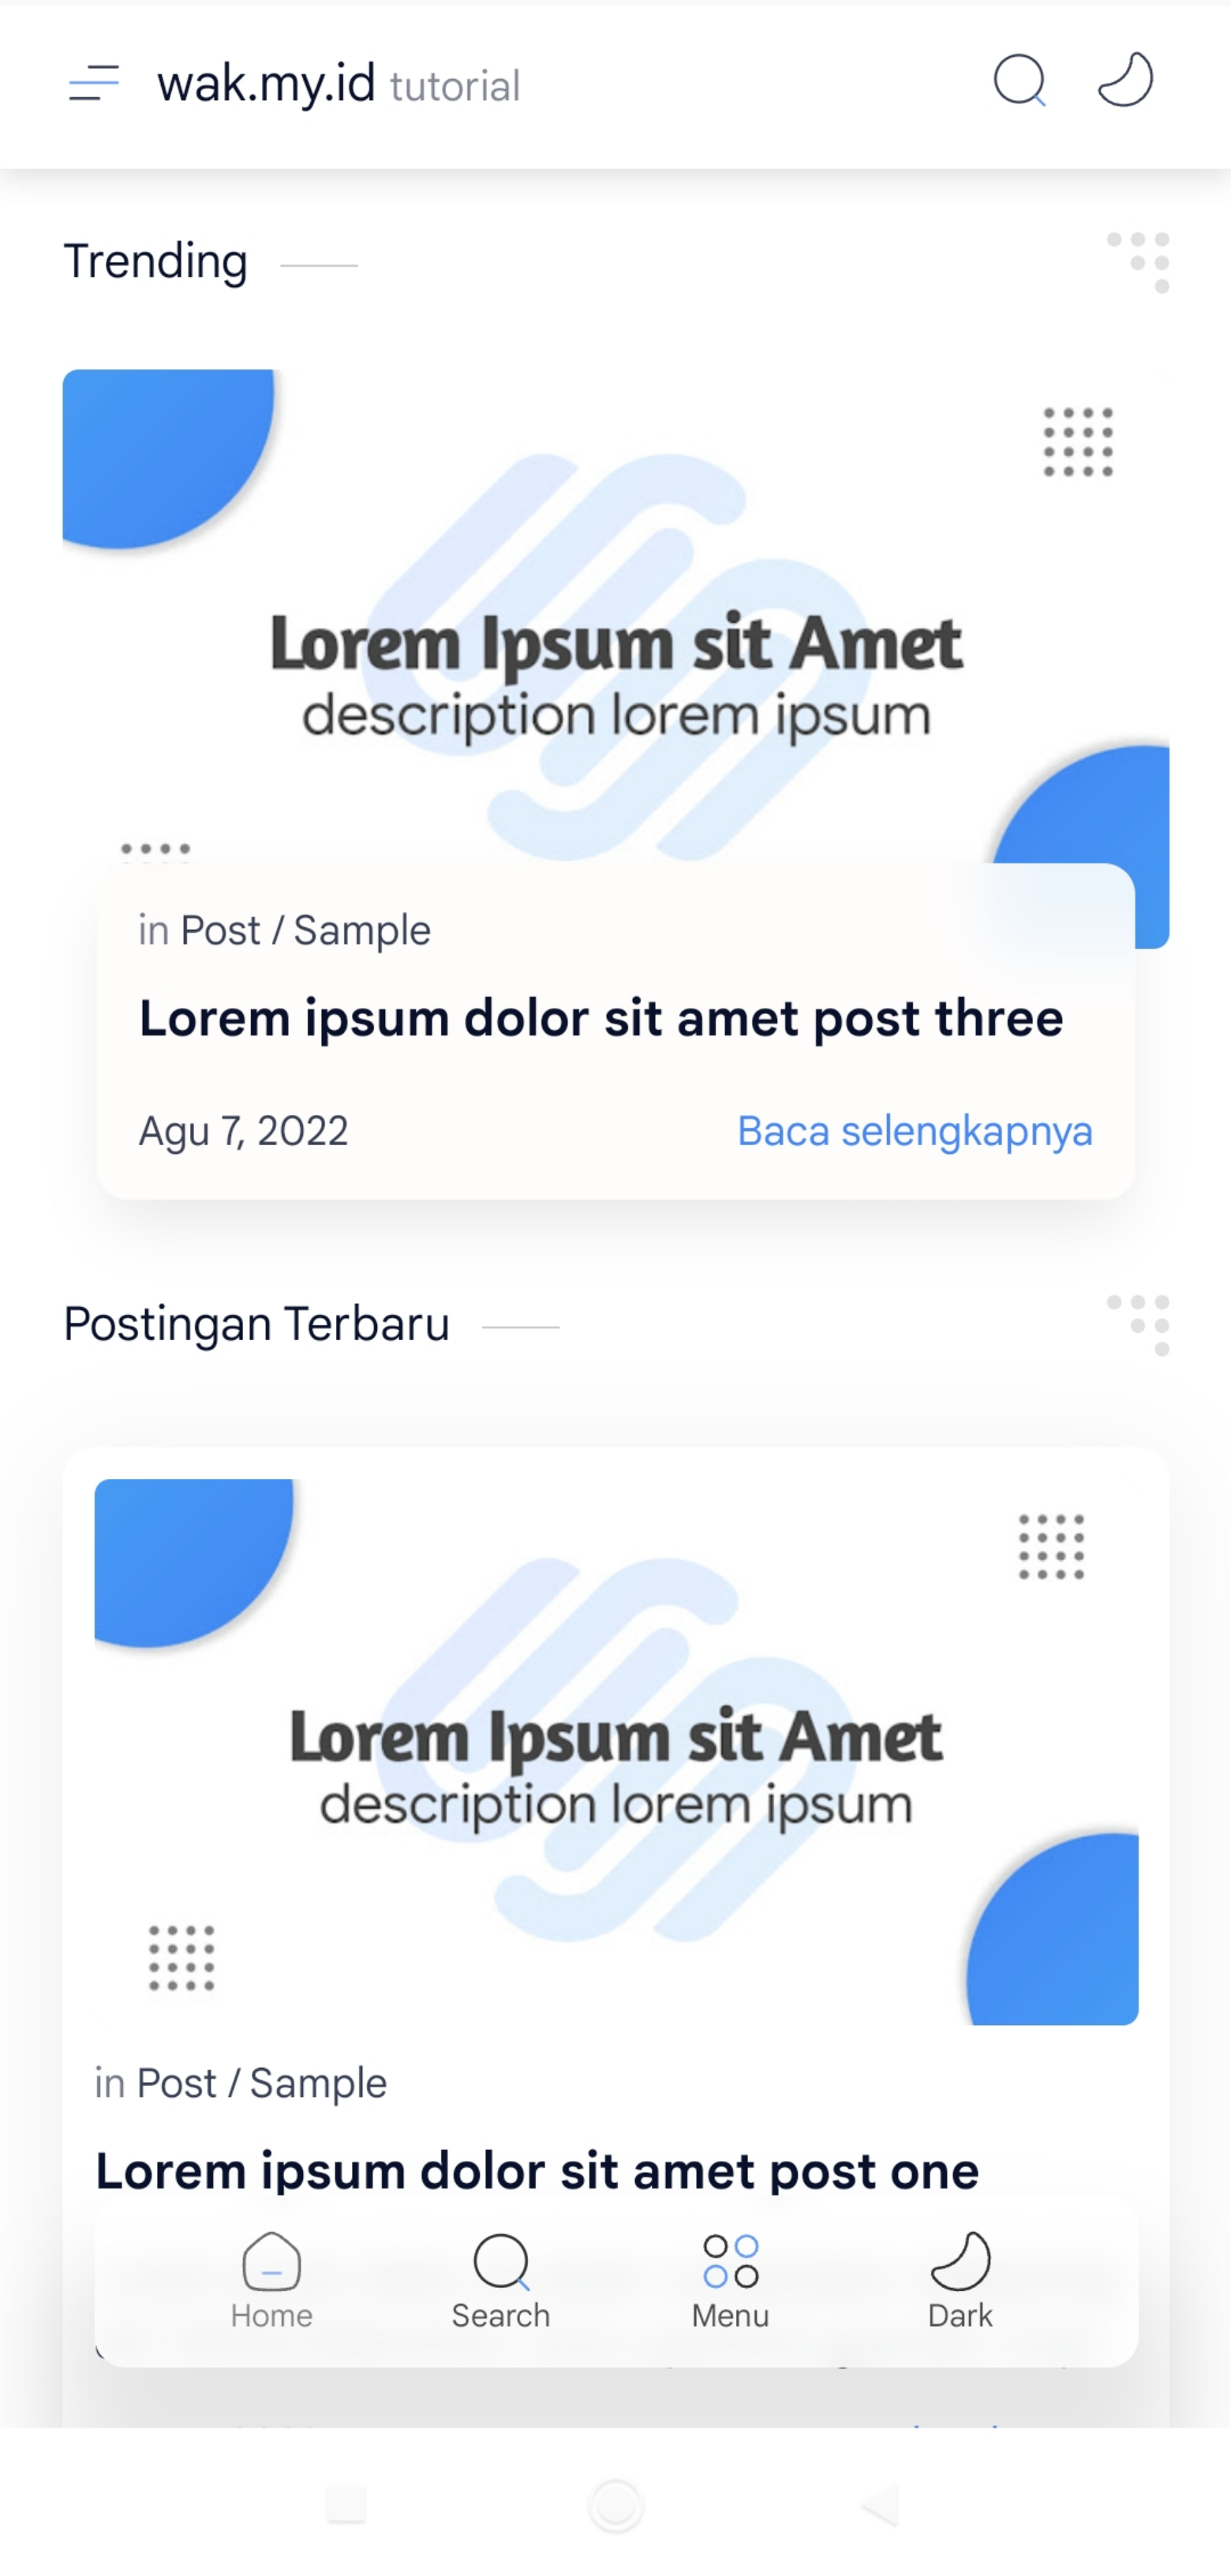 wak.my.id tutorial
Trending
Lorem Ipsum sit Amet
description lorem ipsum
in Post / Sample
Lorem ipsum dolor sit amet post three
Agu 7, 2022
Baca selengkapnya
Postingan Terbaru
Lorem Ipsum sit Amet
description lorem ipsum
in Post / Sample
Lorem ipsum dolor sit amet post one
Home
Search
Menu
Dark